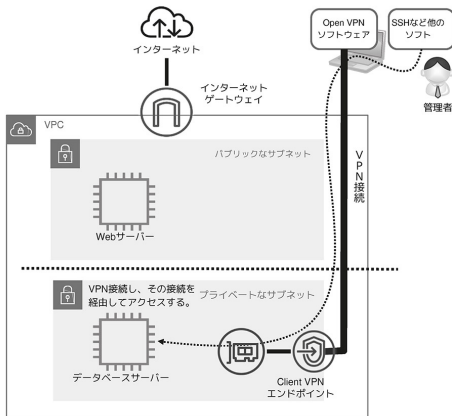 インターネット
Open VPN
ソフトウェア
SSHなど他の
ソフト
管理者
インターネット
ゲートウェイ
VPC
パブリックなサブネット
Webサーバー
VPN接続
VPN接続し、その接続を
経由してアクセスする。
プライベートなサブネット
データベースサーバー
Client VPN
エンドポイント